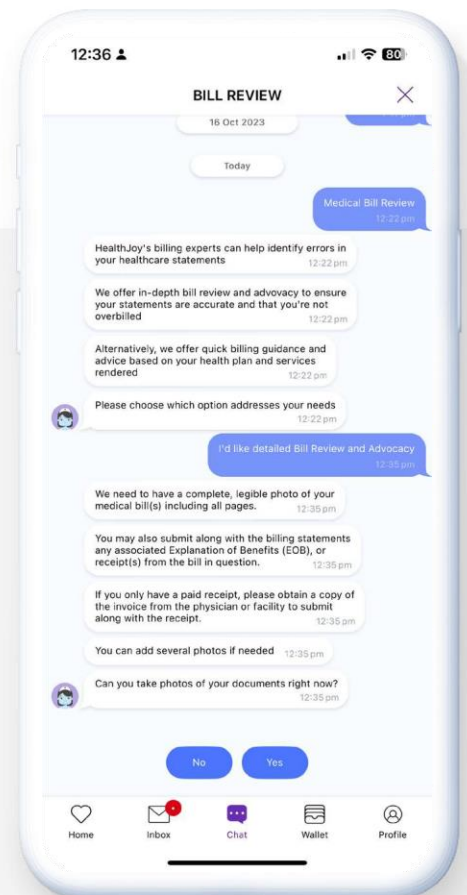 12:36
80
BILL REVIEW
16 Oct 2023
Today
Medical Bill Review
12:22 pm
HealthJoy's billing experts can help identify errors in
your healthcare statements
12:22 pm
We offer in-depth bill review and advovacy to ensure
your statements are accurate and that you're not
overbilled
12:22 pm
Alternatively, we offer quick billing guidance and
advice based on your health plan and services
rendered
12:22 pm
Please choose which option addresses your needs
12:22 pm
I'd like detailed Bill Review and Advocacy
12:35 pm
We need to have a complete, legible photo of your
medical bill(s) including all pages.
12:35 pm
You may also submit along with the billing statements
any associated Explanation of Benefits (EOB), or
receipt(s) from the bill in question.
12:35 pm
If you only have a paid receipt, please obtain a copy of
the invoice from the physician or facility to submit
along with the receipt.
12:35 pm
You can add several photos if needed
12:35 pm
Can you take photos of your documents right now?
12:35 pm
No
Yes
Home
Inbox
Chat
Wallet
Profile